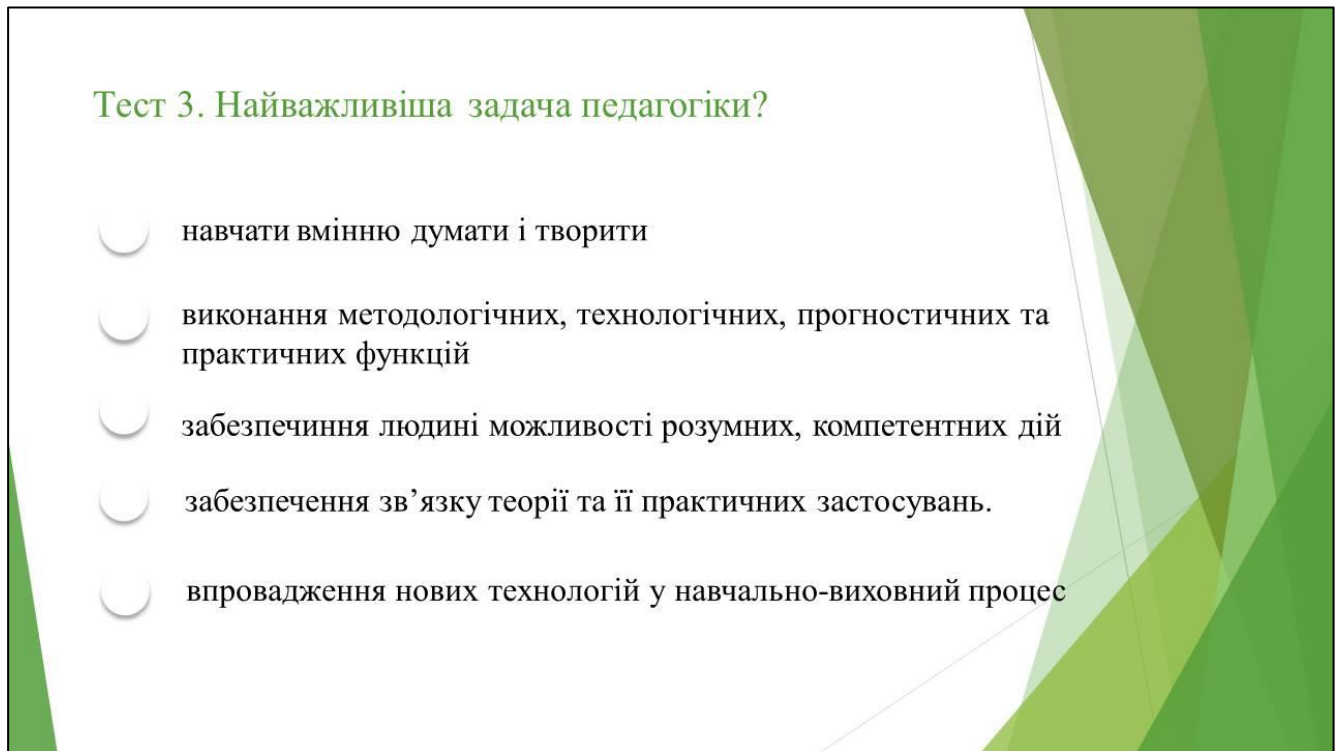 Тест 3. Найважливіша задача педагогіки?
навчати вмінню думати і творити
виконання методологічних, технологічних, прогностичних та
практичних функцій
забезпечиння людині можливості розумних, компетентних дій
забезпечення зв’язку теорії та її практичних застосувань.
впровадження нових технологій у навчально-виховний процес